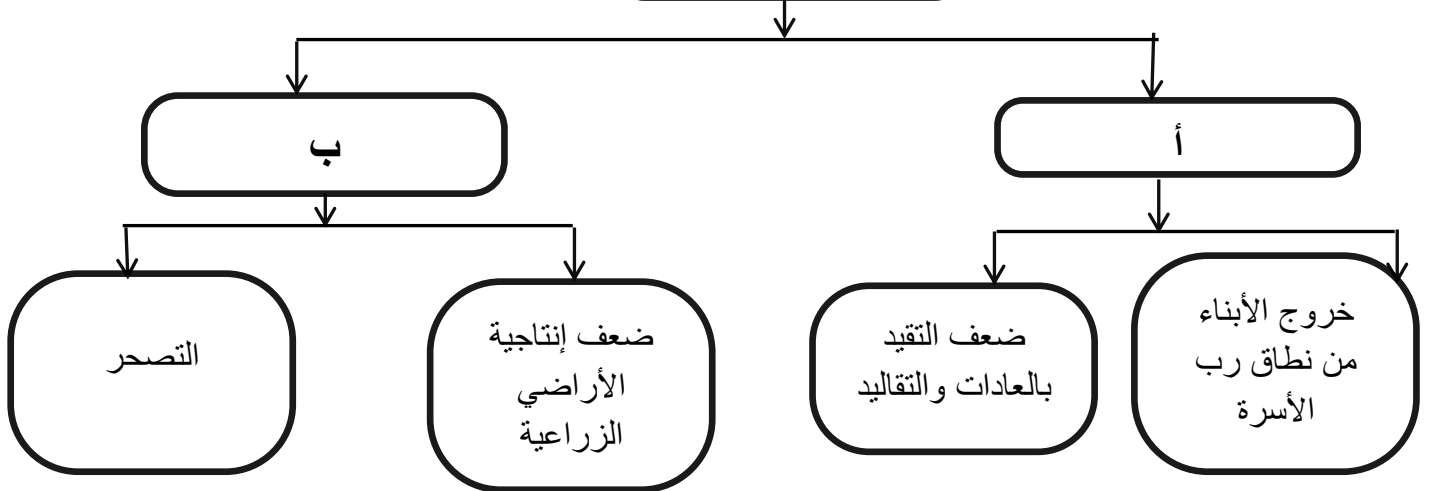 أ
ب
خروج الأبناء
من نطاق رب
الأسرة
ضعف التقيد
بالعادات والتقاليد
ضعف إنتاجية
الأراضي
الزراعية
التصحر